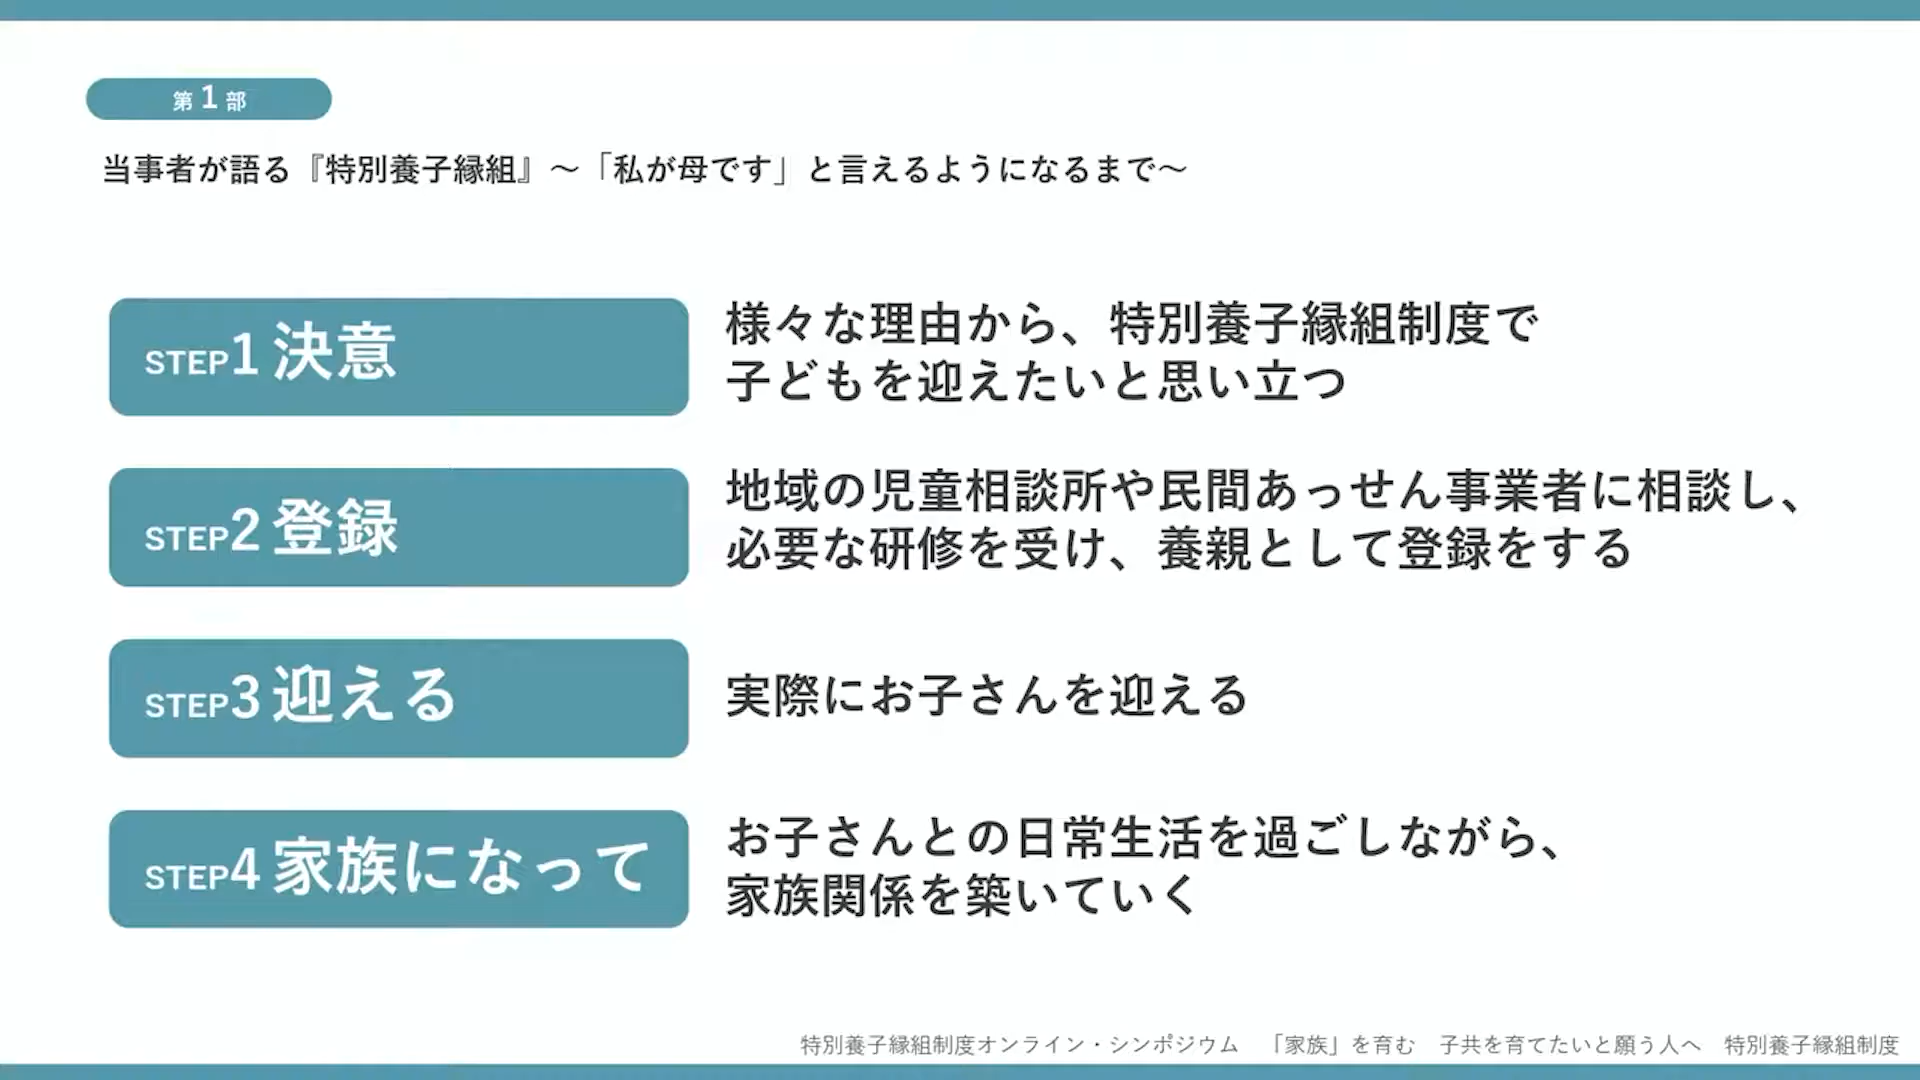 第1部
当事者が語る『特別養子縁組』～「私が母です」と言えるようになるまで～
STEP1 決意
様々な理由から、特別養子縁組制度で
子どもを迎えたいと思い立つ
STEP2 登録
地域の児童相談所や民間あっせん事業者に相談し、
必要な研修を受け、養親として登録をする
STEP3 迎える
実際にお子さんを迎える
STEP4 家族になって
お子さんとの日常生活を過ごしながら、
家族関係を築いていく
特別養子縁組制度オンライン・シンポジウム　「家族」を育む　子共を育てたいと願う人へ　特別養子縁組制度